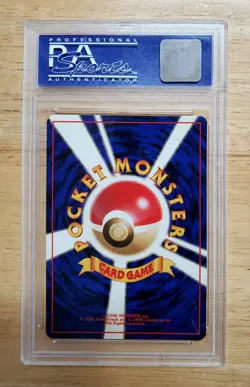 PROFESSIONAL
PSA
Sports
AUTHENTICATOR
POCKET MONSTERS
CARD GAME